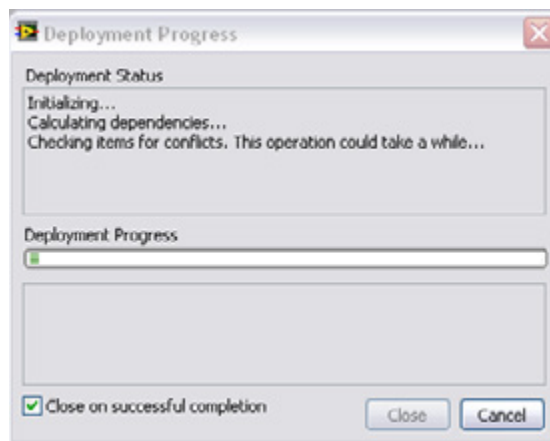 Deployment Progress
Deployment Status
Initializing...
Calculating dependencies...
Checking items for conflicts. This operation could take a while...
Deployment Progress
Close on successful completion
Close
Cancel